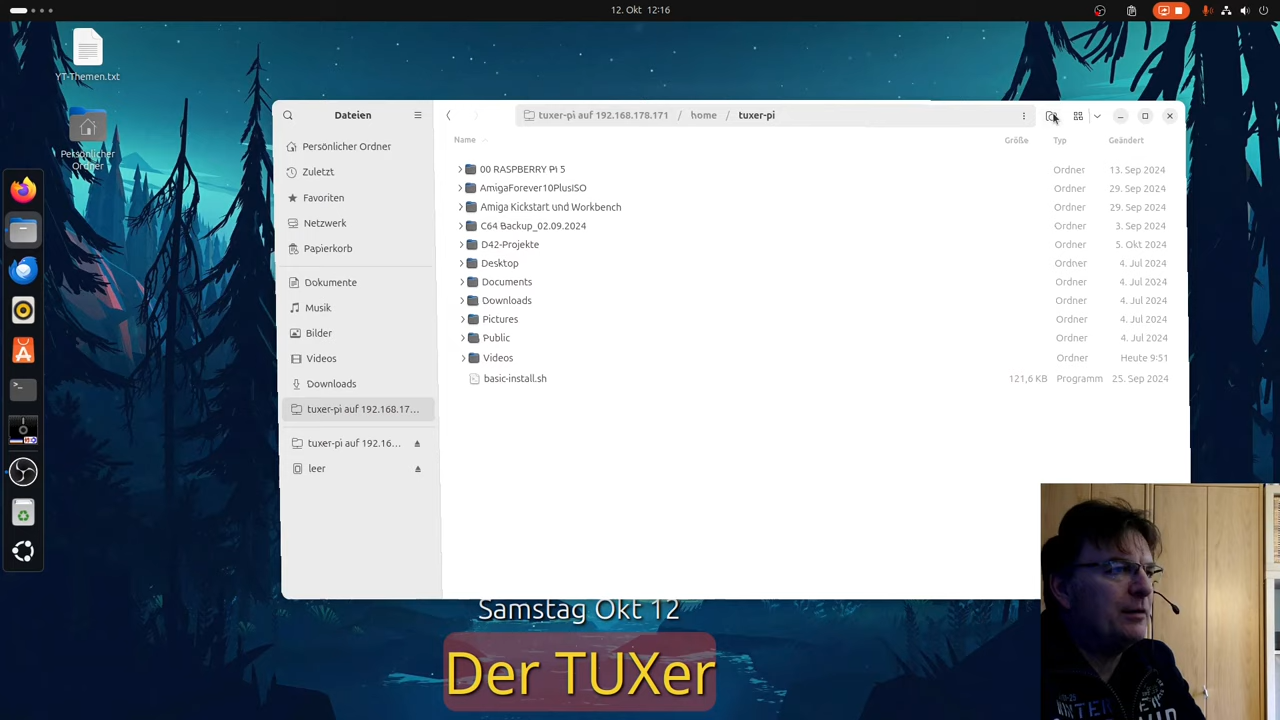 12. Okt 12:16
YT-Themen.txt
Persönlicher
Ordner
Dateien
tuxer-pi auf 192.168.178.171 / home / tuxer-pi
Persönlicher Ordner
Zuletzt
Favoriten
Netzwerk
Papierkorb
Dokumente
Musik
Bilder
Videos
Downloads
tuxer-pi auf 192.168.17…
tuxer-pi auf 192.16…
leer
Name Größe Typ Geändert
00 RASPBERRY Pi 5 Ordner 13. Sep 2024
AmigaForever10PlusISO Ordner 29. Sep 2024
Amiga Kickstart und Workbench Ordner 29. Sep 2024
C64 Backup_02.09.2024 Ordner 3. Sep 2024
D42-Projekte Ordner 5. Okt 2024
Desktop Ordner 4. Jul 2024
Documents Ordner 4. Jul 2024
Downloads Ordner 4. Jul 2024
Pictures Ordner 4. Jul 2024
Public Ordner 4. Jul 2024
Videos Ordner Heute 9:51
basic-install.sh 121,6 KB Programm 25. Sep 2024
Samstag Okt 12
Der TUXer